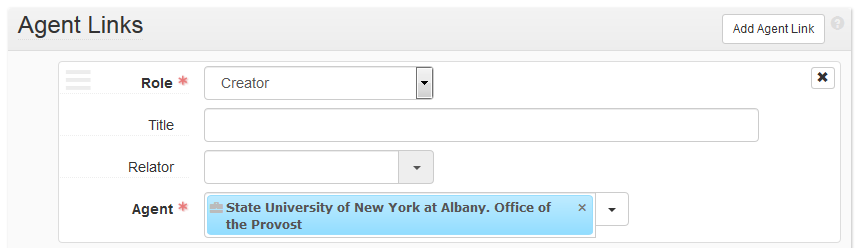 Agent Links
Add Agent Link
Role *
Creator
Title
Relator
Agent *
State University of New York at Albany. Office of
the Provost